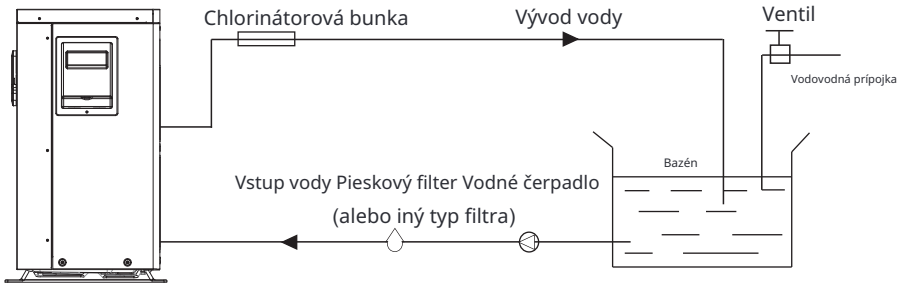 Chlorinátorová bunka
Vývod vody
Ventil
Vodovodná prípojka
Bazén
Vstup vody Pieskový filter Vodné čerpadlo
(alebo iný typ filtra)